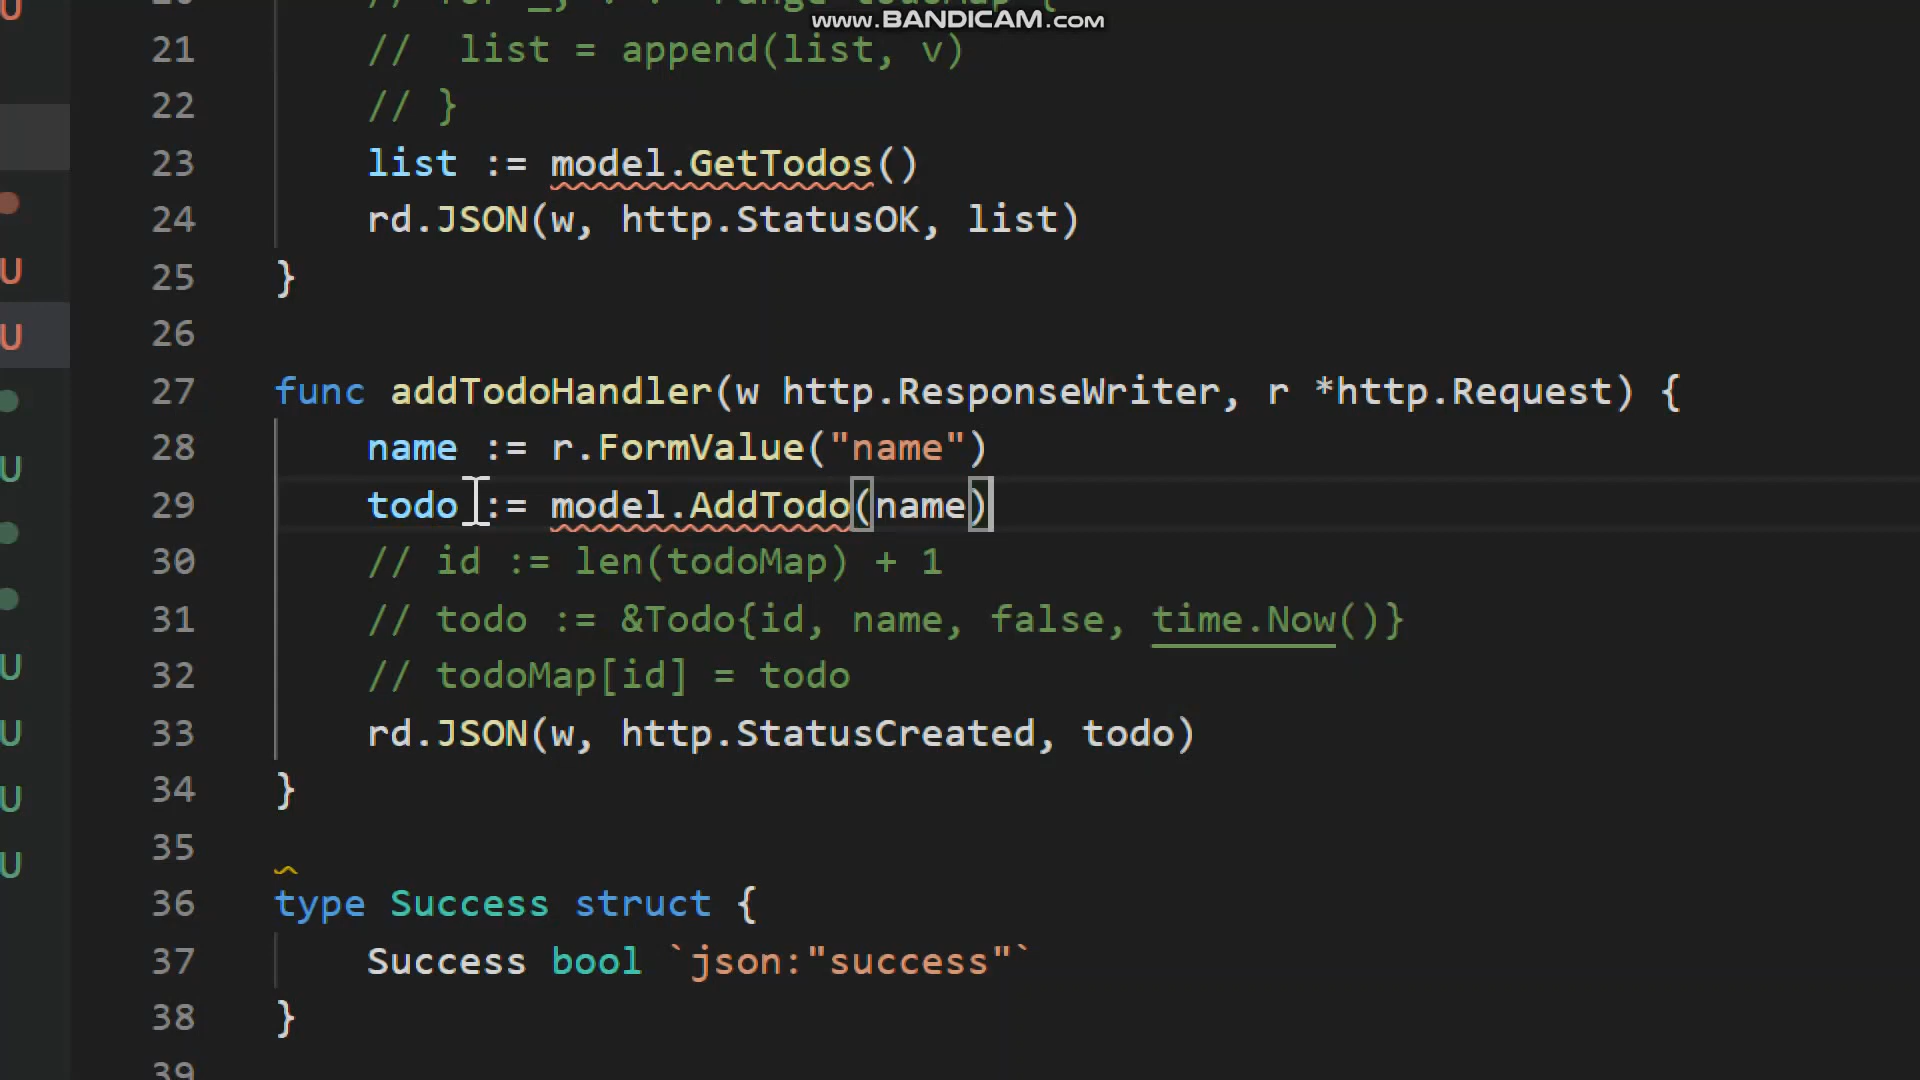 www.BANDICAM.com
21 //  list = append(list, v)
22 // }
23 list := model.GetTodos()
24 rd.JSON(w, http.StatusOK, list)
25 }
26
27 func addTodoHandler(w http.ResponseWriter, r *http.Request) {
28 name := r.FormValue("name")
29 todo := model.AddTodo(name)
30 // id := len(todoMap) + 1
31 // todo := &Todo{id, name, false, time.Now()}
32 // todoMap[id] = todo
33 rd.JSON(w, http.StatusCreated, todo)
34 }
35
36 type Success struct {
37 Success bool `json:"success"`
38 }
39
U
U
U
U
U
U
U
U